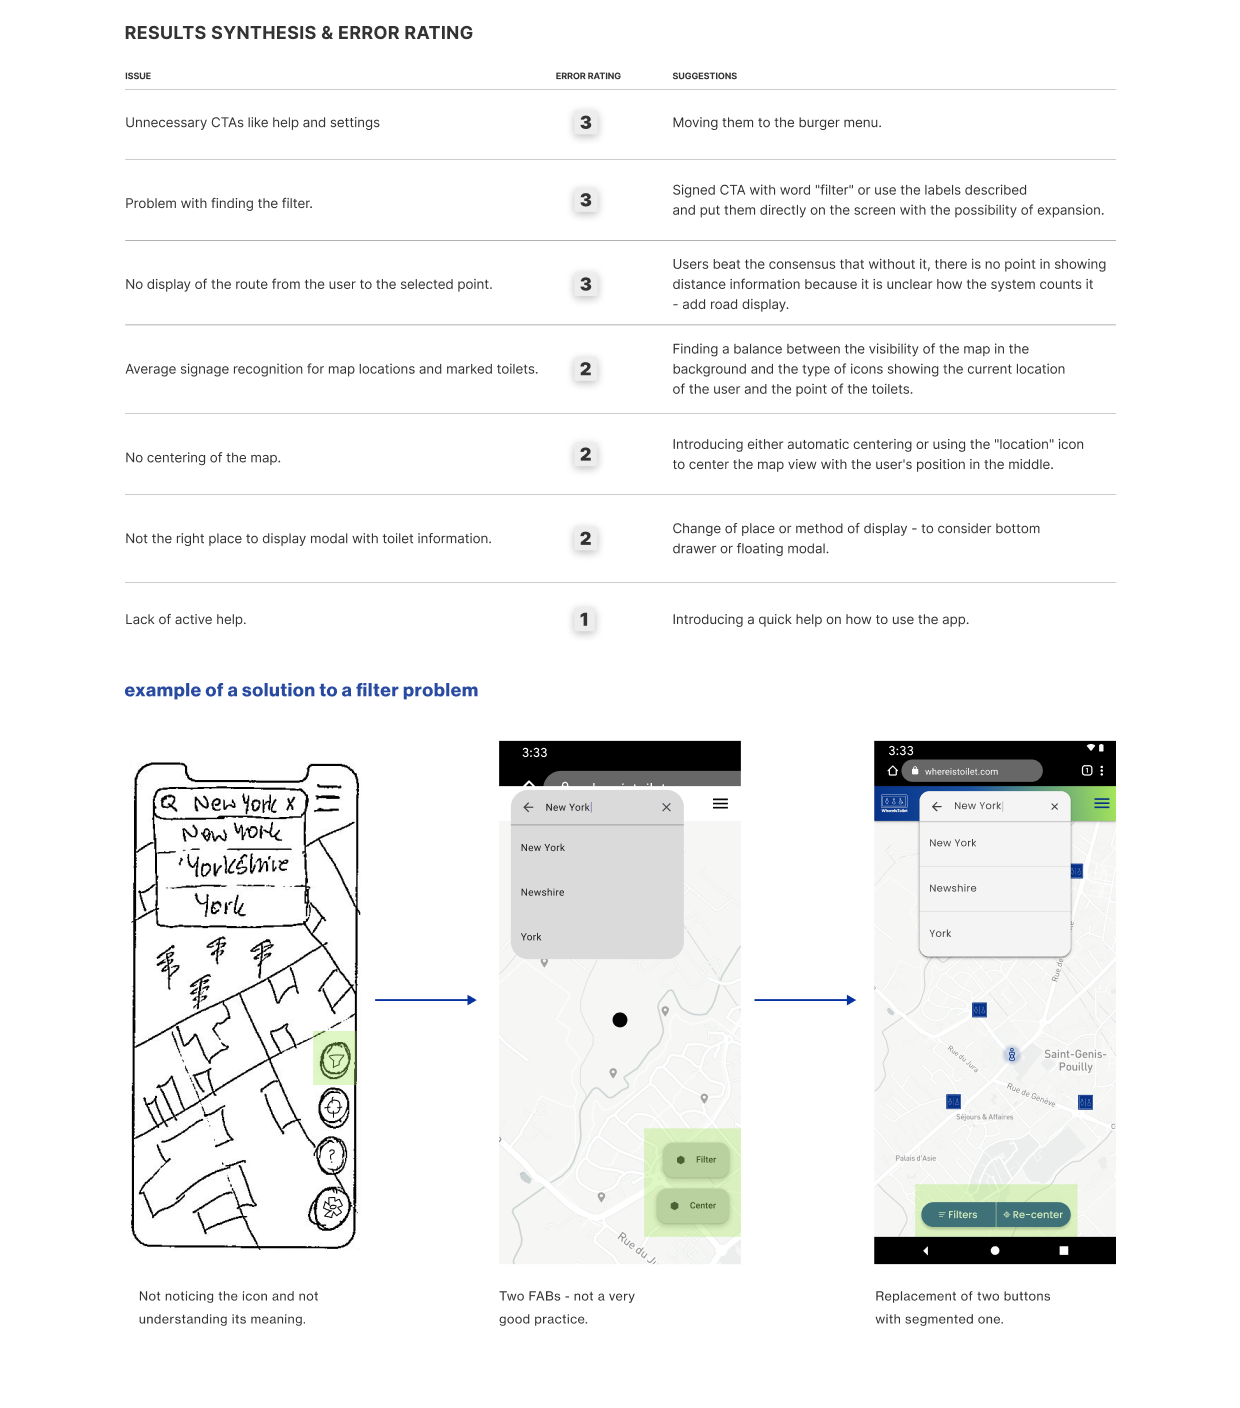 RESULTS SYNTHESIS & ERROR RATING
ISSUE
ERROR RATING
SUGGESTIONS
Unnecessary CTAs like help and settings
3
Moving them to the burger menu.
Problem with finding the filter.
3
Signed CTA with word "filter" or use the labels described
and put them directly on the screen with the possibility of expansion.
No display of the route from the user to the selected point.
3
Users beat the consensus that without it, there is no point in showing
distance information because it is unclear how the system counts it
- add road display.
Average signage recognition for map locations and marked toilets.
2
Finding a balance between the visibility of the map in the
background and the type of icons showing the current location
of the user and the point of the toilets.
No centering of the map.
2
Introducing either automatic centering or using the "location" icon
to center the map view with the user's position in the middle.
Not the right place to display modal with toilet information.
2
Change of place or method of display - to consider bottom
drawer or floating modal.
Lack of active help.
1
Introducing a quick help on how to use the app.
example of a solution to a filter problem
New York x
New York
Yorkshire
York
?
Not noticing the icon and not
understanding its meaning.
3:33
New York
New York
Newshire
York
Filter
Center
Rue du J
Two FABs - not a very
good practice.
3:33
whereistoilet.com
1
WhereIsToilet
New York
New York
Newshire
York
Rue de
Rue du Jura
Saint-Genis-
Pouilly
Rue de Genève
Séjours & Affaires
Palais d'Asie
Filters
Re-center
Replacement of two buttons
with segmented one.